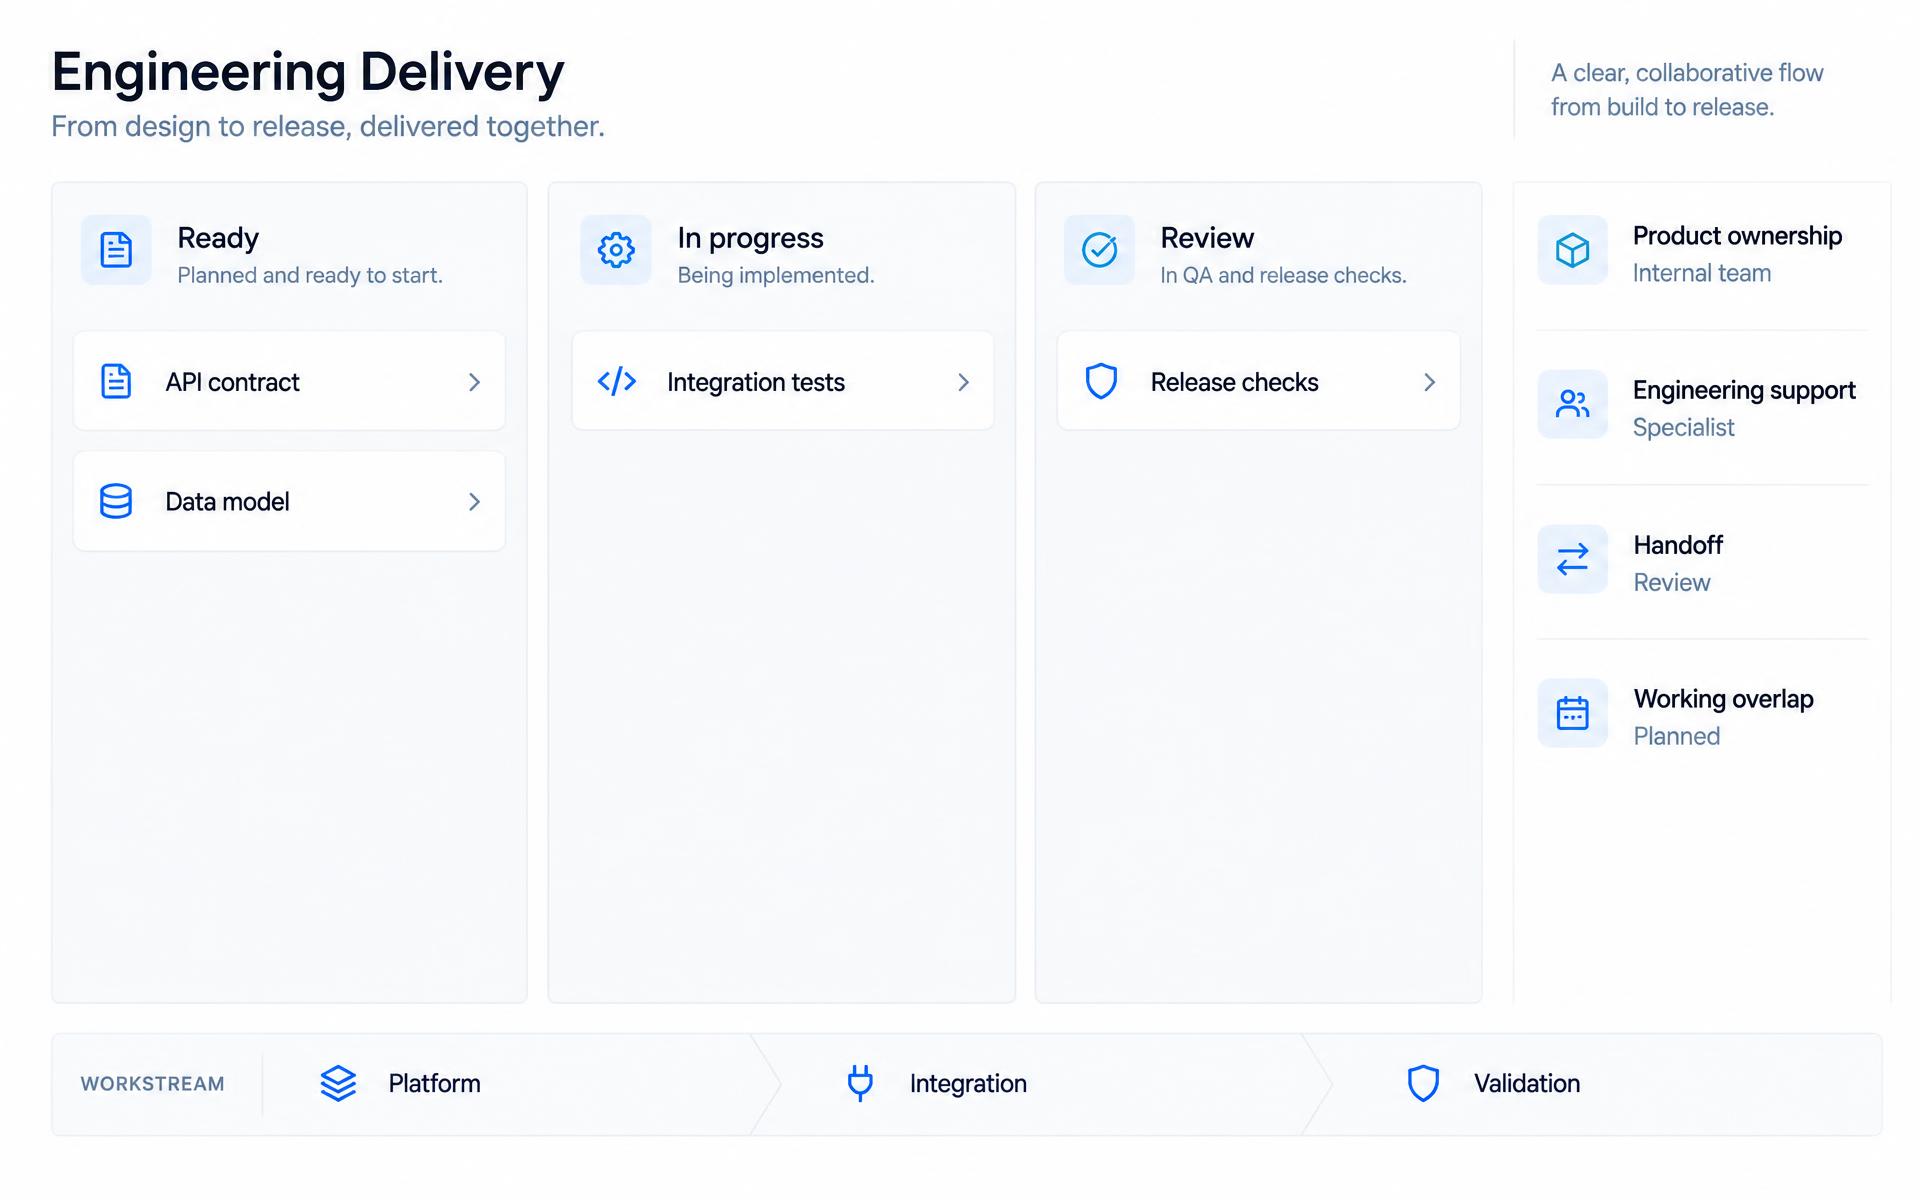 Engineering Delivery
From design to release, delivered together.
A clear, collaborative flow
from build to release.
Ready
Planned and ready to start.
API contract
Data model
In progress
Being implemented.
Integration tests
Review
In QA and release checks.
Release checks
Product ownership
Internal team
Engineering support
Specialist
Handoff
Review
Working overlap
Planned
WORKSTREAM
Platform
Integration
Validation